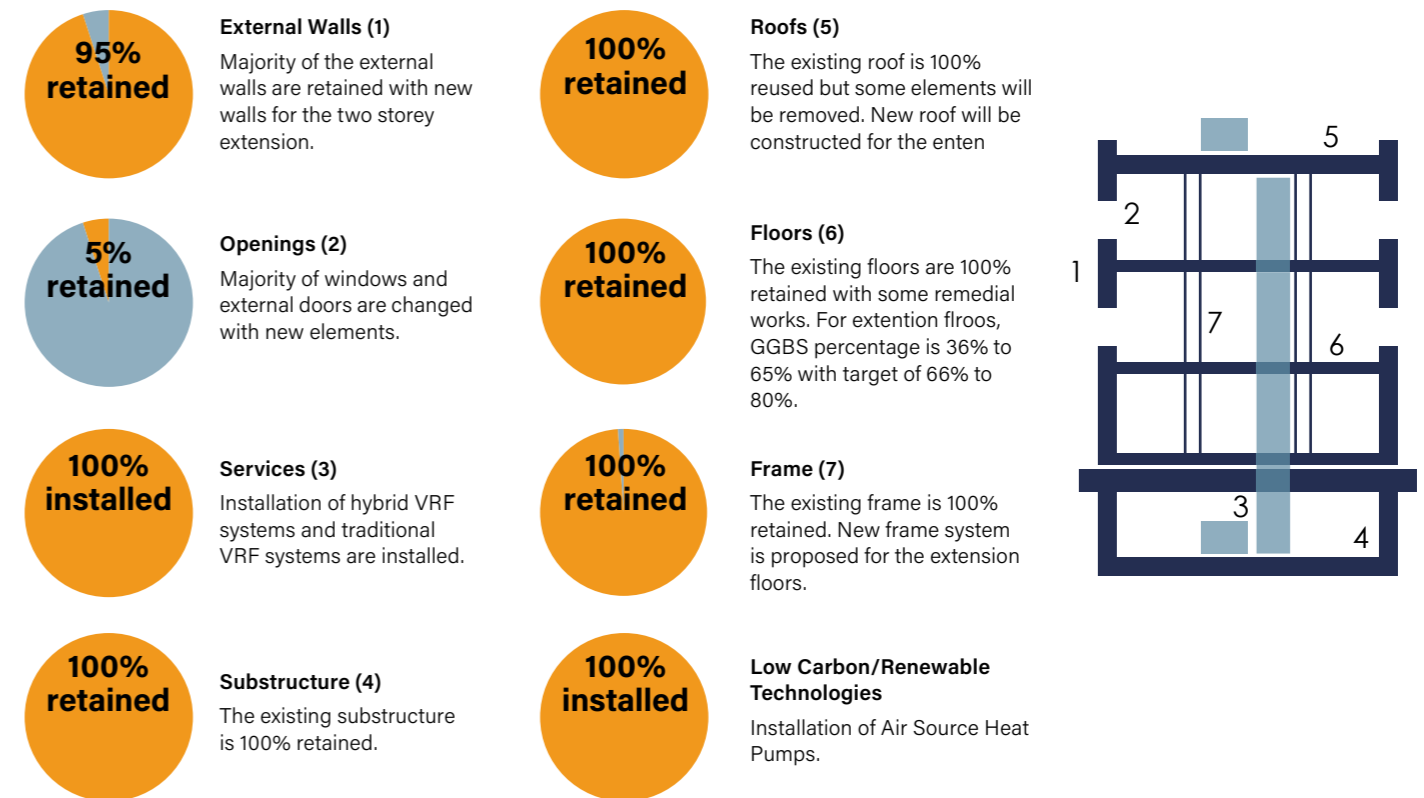 95%
retained
External Walls (1)
Majority of the external
walls are retained with new
walls for the two storey
extension.
5%
retained
Openings (2)
Majority of windows and
external doors are changed
with new elements.
100%
installed
Services (3)
Installation of hybrid VRF
systems and traditional
VRF systems are installed.
100%
retained
Substructure (4)
The existing substructure
is 100% retained.
100%
retained
Roofs (5)
The existing roof is 100%
reused but some elements will
be removed. New roof will be
constructed for the enten
100%
retained
Floors (6)
The existing floors are 100%
retained with some remedial
works. For extention flroos,
GGBS percentage is 36% to
65% with target of 66% to
80%.
100%
retained
Frame (7)
The existing frame is 100%
retained. New frame system
is proposed for the extension
floors.
100%
installed
Low Carbon/Renewable
Technologies
Installation of Air Source Heat
Pumps.
5
2
1
7
6
3
4